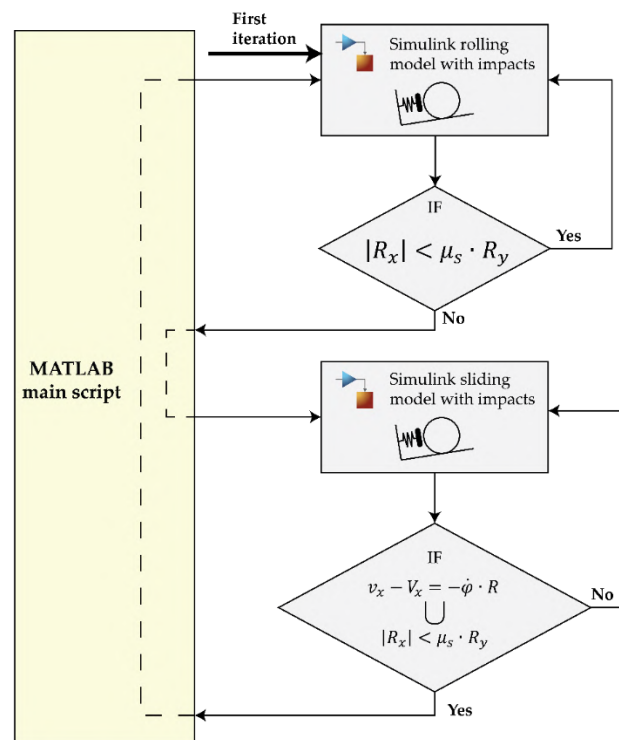 First
iteration
Simulink rolling
model with impacts
IF
|R_x| < μ_s · R_y
Yes
No
MATLAB
main script
Simulink sliding
model with impacts
IF
v_x − V_x = −φ̇ · R
⋃
|R_x| < μ_s · R_y
No
Yes